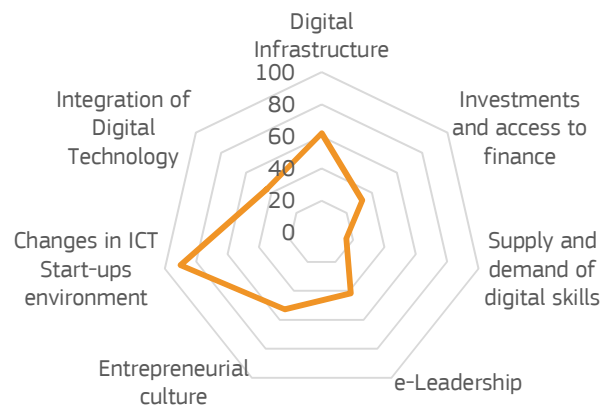 Digital
Infrastructure
100
80
60
40
20
0
Investments
and access to
finance
Supply and
demand of
digital skills
e-Leadership
Entrepreneurial
culture
Changes in ICT
Start-ups
environment
Integration of
Digital
Technology